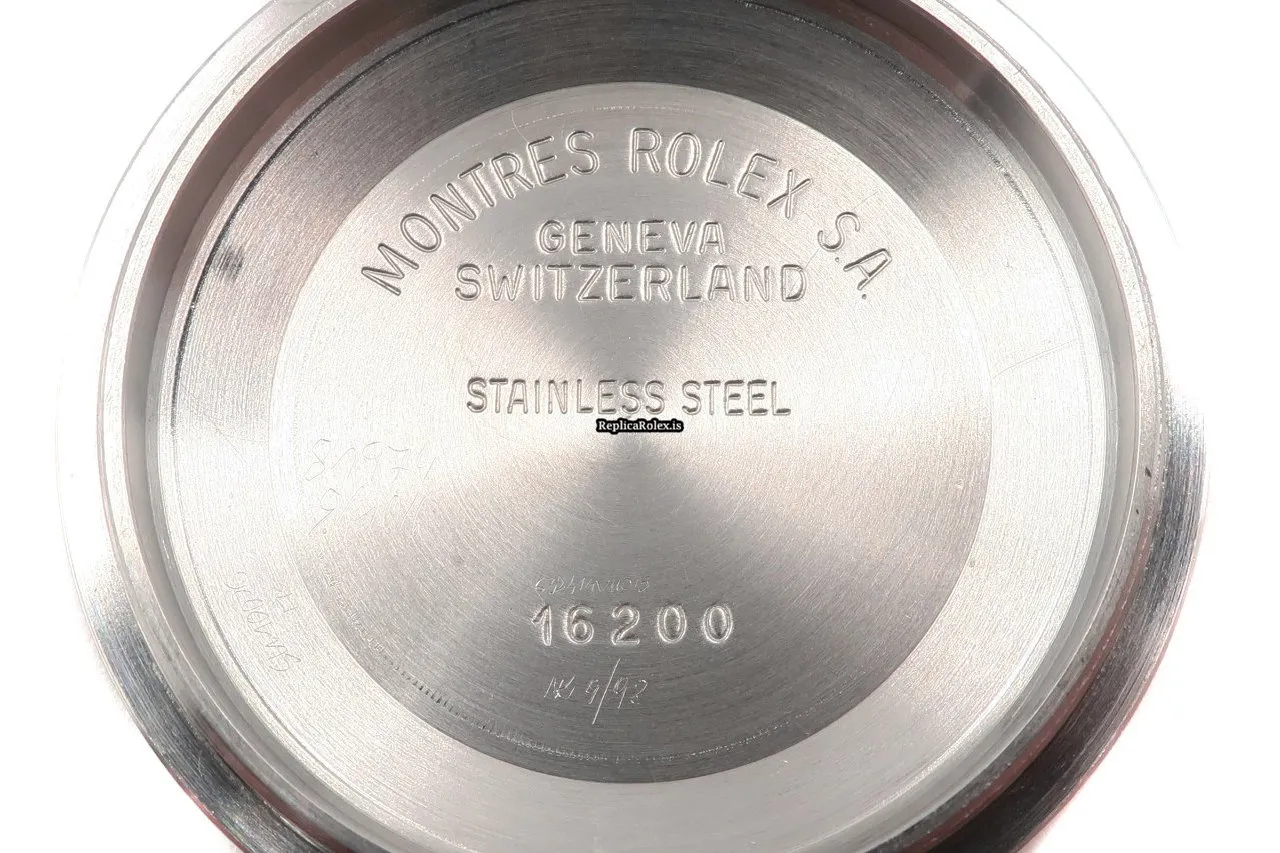 MONTRES ROLEX S.A.
GENEVA
SWITZERLAND
STAINLESS STEEL
ReplicaRolex.is
16200